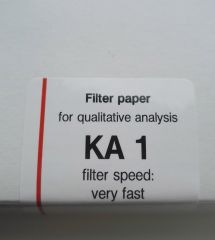 Filter paper
for qualitative analysis
KA 1
filter speed:
very fast